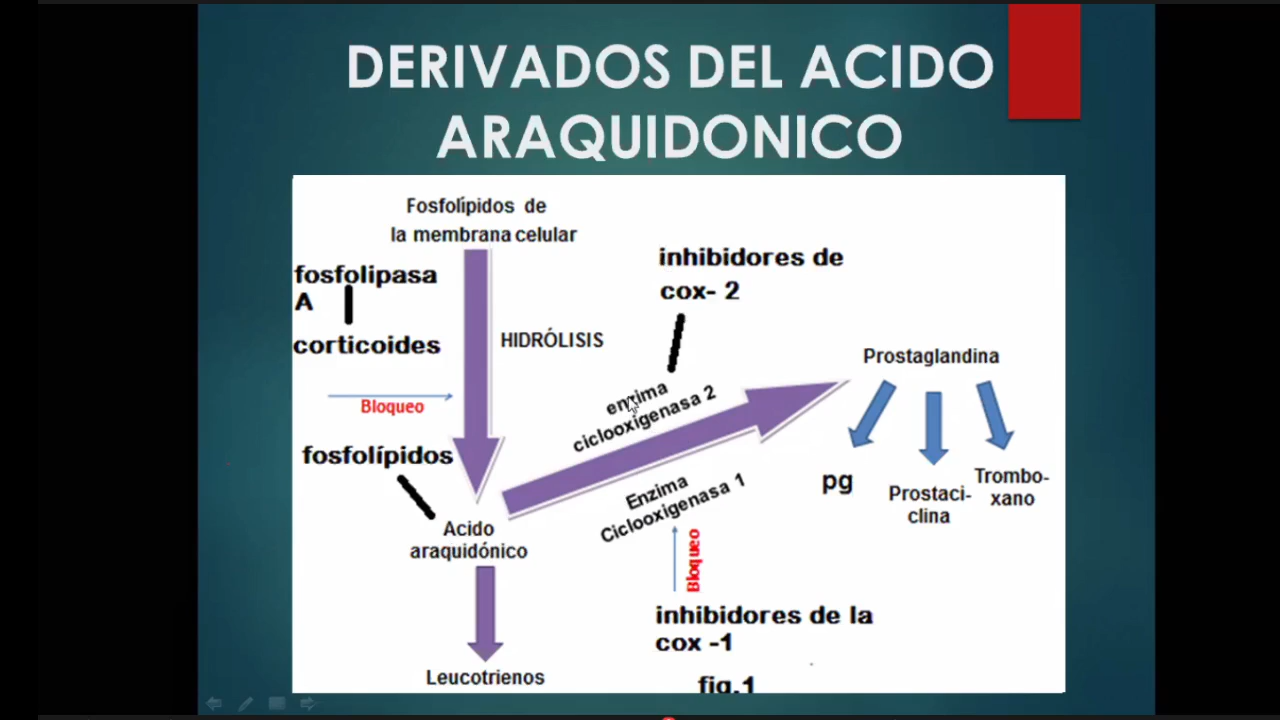 DERIVADOS DEL ACIDO
ARAQUIDONICO
Fosfolípidos de
la membrana celular
fosfolipasa
A
corticoides
HIDRÓLISIS
Bloqueo
fosfolípidos
Acido
araquidónico
Leucotrienos
inhibidores de
cox- 2
enzima
ciclooxigenasa 2
Enzima
Ciclooxigenasa 1
Bloqueo
inhibidores de la
cox -1
fig.1
Prostaglandina
pg
Prostaci-
clina
Trombo-
xano